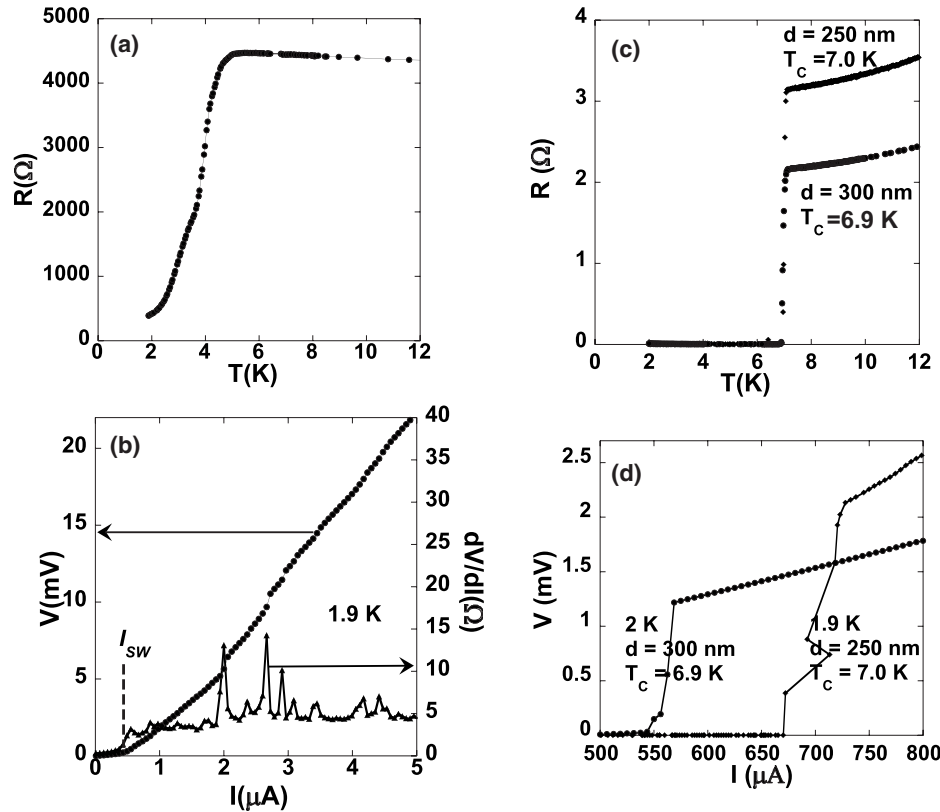 (a)
5000
4000
3000
2000
1000
0
R(Ω)
0 2 4 6 8 10 12
T(K)
(c)
d = 250 nm
T_C =7.0 K
d = 300 nm
T_C =6.9 K
4
3
2
1
0
R (Ω)
0 2 4 6 8 10 12
T(K)
(b)
20
15
10
5
0
V(mV)
I_SW
1.9 K
40
35
30
25
20
15
10
5
0
dV/dI(Ω)
0 1 2 3 4 5
I(μA)
(d)
2.5
2
1.5
1
0.5
0
V (mV)
2 K
d = 300 nm
T_C = 6.9 K
1.9 K
d = 250 nm
T_C = 7.0 K
500 550 600 650 700 750 800
I (μA)